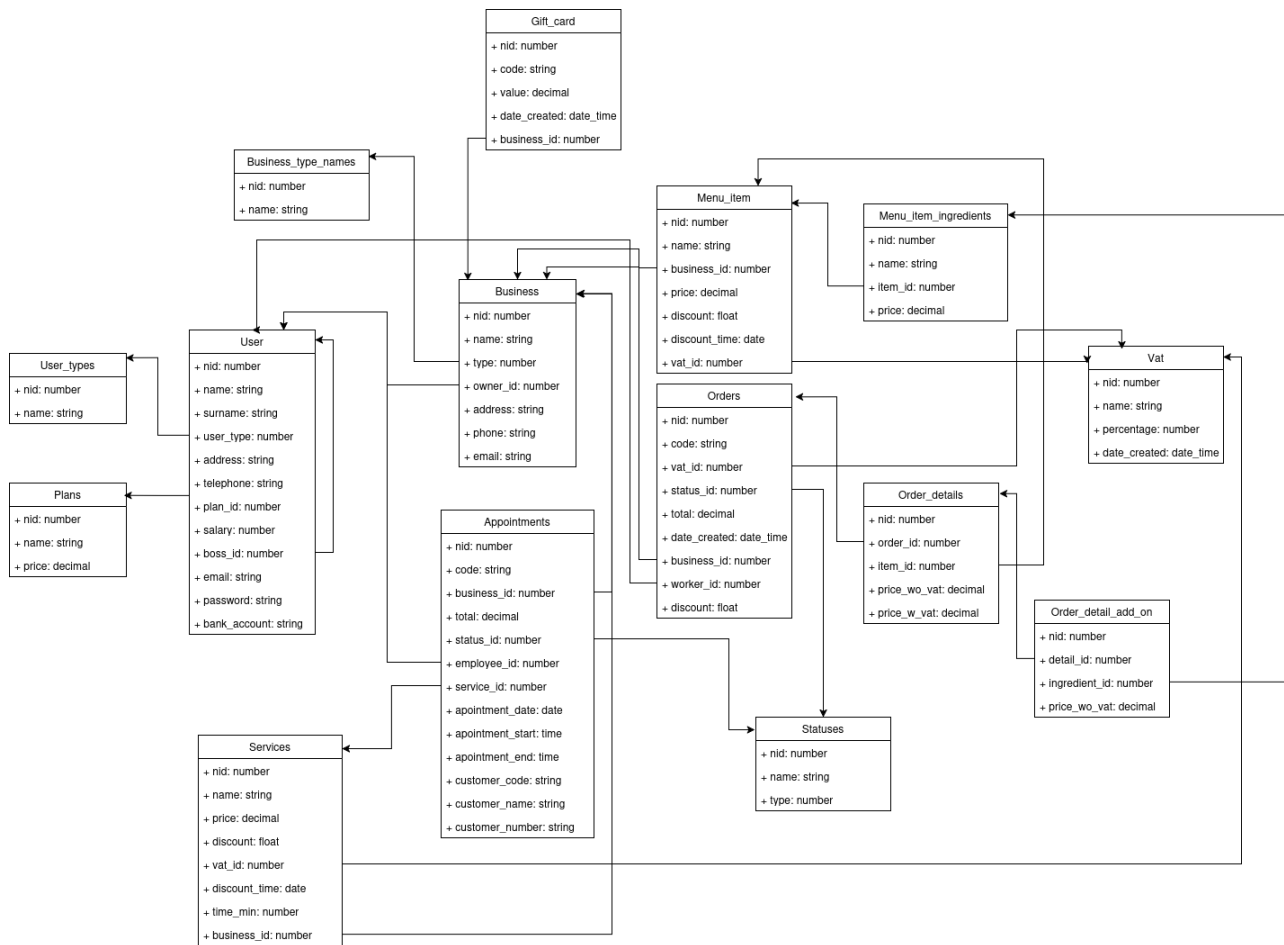 Gift_card
+ nid: number
+ code: string
+ value: decimal
+ date_created: date_time
+ business_id: number
Business_type_names
+ nid: number
+ name: string
Menu_item
+ nid: number
+ name: string
+ business_id: number
+ price: decimal
+ discount: float
+ discount_time: date
+ vat_id: number
Menu_item_ingredients
+ nid: number
+ name: string
+ item_id: number
+ price: decimal
Business
+ nid: number
+ name: string
+ type: number
+ owner_id: number
+ address: string
+ phone: string
+ email: string
User
+ nid: number
+ name: string
+ surname: string
+ user_type: number
+ address: string
+ telephone: string
+ plan_id: number
+ salary: number
+ boss_id: number
+ email: string
+ password: string
+ bank_account: string
User_types
+ nid: number
+ name: string
Vat
+ nid: number
+ name: string
+ percentage: number
+ date_created: date_time
Orders
+ nid: number
+ code: string
+ vat_id: number
+ status_id: number
+ total: decimal
+ date_created: date_time
+ business_id: number
+ worker_id: number
+ discount: float
Plans
+ nid: number
+ name: string
+ price: decimal
Order_details
+ nid: number
+ order_id: number
+ item_id: number
+ price_wo_vat: decimal
+ price_w_vat: decimal
Appointments
+ nid: number
+ code: string
+ business_id: number
+ total: decimal
+ status_id: number
+ employee_id: number
+ service_id: number
+ apointment_date: date
+ apointment_start: time
+ apointment_end: time
+ customer_code: string
+ customer_name: string
+ customer_number: string
Order_detail_add_on
+ nid: number
+ detail_id: number
+ ingredient_id: number
+ price_wo_vat: decimal
Statuses
+ nid: number
+ name: string
+ type: number
Services
+ nid: number
+ name: string
+ price: decimal
+ discount: float
+ vat_id: number
+ discount_time: date
+ time_min: number
+ business_id: number